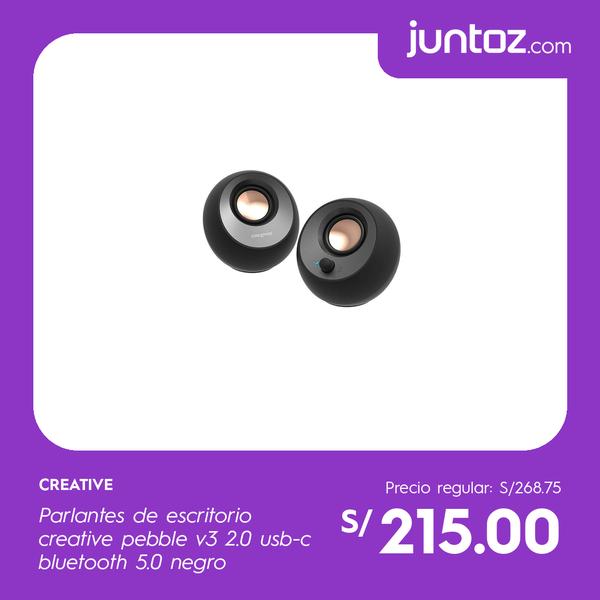 juntoz.com
CREATIVE
Parlantes de escritorio
creative pebble v3 2.0 usb-c
bluetooth 5.0 negro
Precio regular: S/268.75
S/215.00